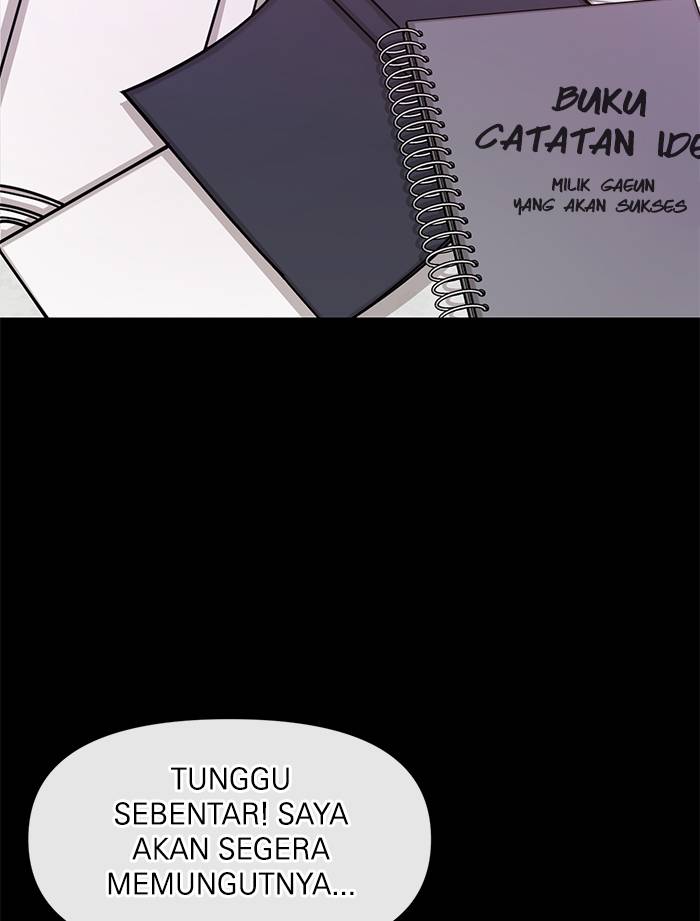 BUKU
CATATAN IDE
MILIK GAEUN
YANG AKAN SUKSES
TUNGGU
SEBENTAR! SAYA
AKAN SEGERA
MEMUNGUTNYA...